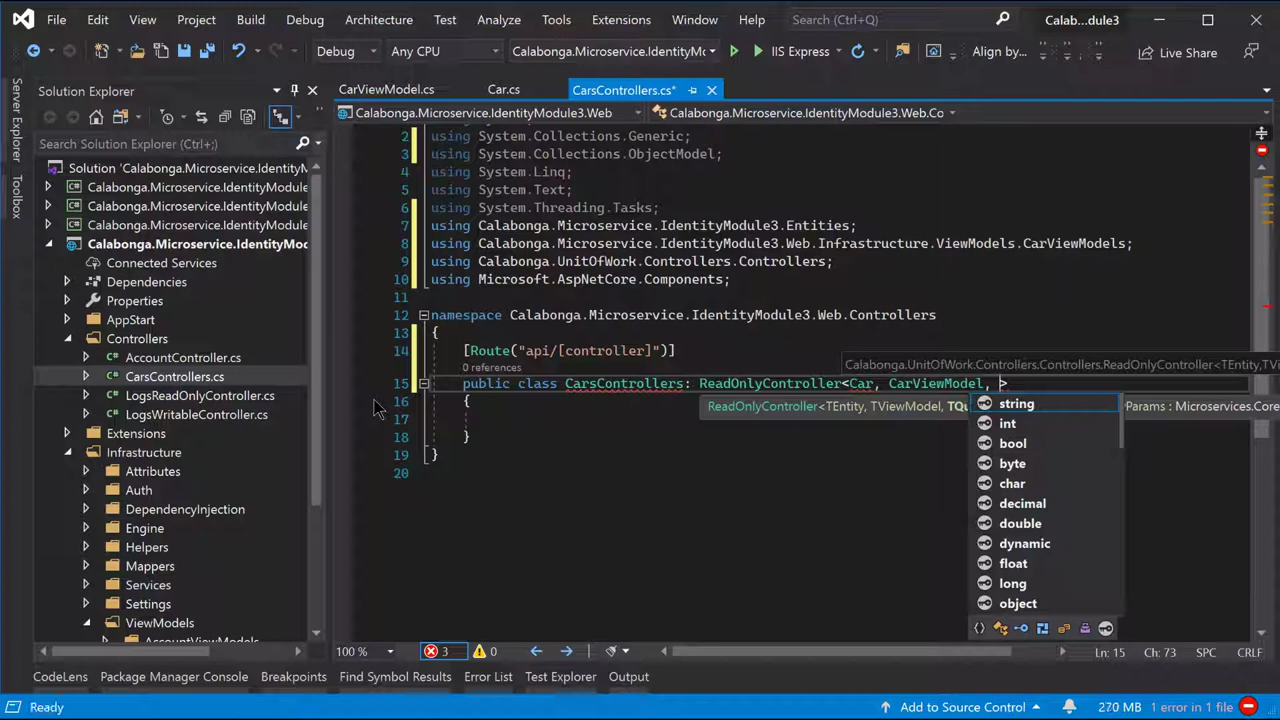 File Edit View Project Build Debug Architecture Test Analyze Tools Extensions Window Help Search (Ctrl+Q) Calab...dule3
Debug Any CPU Calabonga.Microservice.IdentityMo IIS Express Align by... Live Share
Server Explorer
Toolbox
Solution Explorer
Search Solution Explorer (Ctrl+;)
Solution 'Calabonga.Microservice.IdentityM
Calabonga.Microservice.IdentityModule
Calabonga.Microservice.IdentityModule
Calabonga.Microservice.IdentityModule
Calabonga.Microservice.IdentityMod
Connected Services
Dependencies
Properties
AppStart
Controllers
AccountController.cs
CarsControllers.cs
LogsReadOnlyController.cs
LogsWritableController.cs
Extensions
Infrastructure
Attributes
Auth
DependencyInjection
Engine
Helpers
Mappers
Services
Settings
ViewModels
AccountViewModels
CarViewModel.cs Car.cs CarsControllers.cs*
Calabonga.Microservice.IdentityModule3.Web Calabonga.Microservice.IdentityModule3.Web.Co
2 using System.Collections.Generic;
3 using System.Collections.ObjectModel;
4 using System.Linq;
5 using System.Text;
6 using System.Threading.Tasks;
7 using Calabonga.Microservice.IdentityModule3.Entities;
8 using Calabonga.Microservice.IdentityModule3.Web.Infrastructure.ViewModels.CarViewModels;
9 using Calabonga.UnitOfWork.Controllers.Controllers;
10 using Microsoft.AspNetCore.Components;
11
12 namespace Calabonga.Microservice.IdentityModule3.Web.Controllers
13 {
14 [Route("api/[controller]")]
0 references Calabonga.UnitOfWork.Controllers.Controllers.ReadOnlyController<TEntity,TVi
15 public class CarsControllers: ReadOnlyController<Car, CarViewModel, >
16 { ReadOnlyController<TEntity, TViewModel, TQu Params : Microservices.Core
17
18 }
19 }
20
string
int
bool
byte
char
decimal
double
dynamic
float
long
object
100 % 3 0 Ln: 15 Ch: 73 SPC CRLF
CodeLens Package Manager Console Breakpoints Find Symbol Results Error List Test Explorer Output
Ready Add to Source Control 270 MB 1 error in 1 file